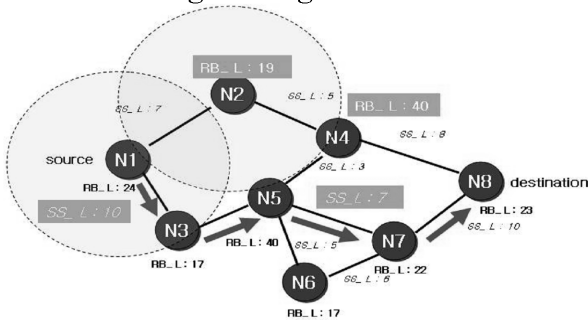 RB_L:19
N2
SS_L:7
SS_L:5
RB_L:40
N4
SS_L:8
source
N1
RB_L:24
SS_L:3
N8
destination
SS_L:10
N5
SS_L:7
RB_L:23
N3
RB_L:40
SS_L:5
N7
SS_L:10
RB_L:17
RB_L:22
N6
SS_L:6
RB_L:17